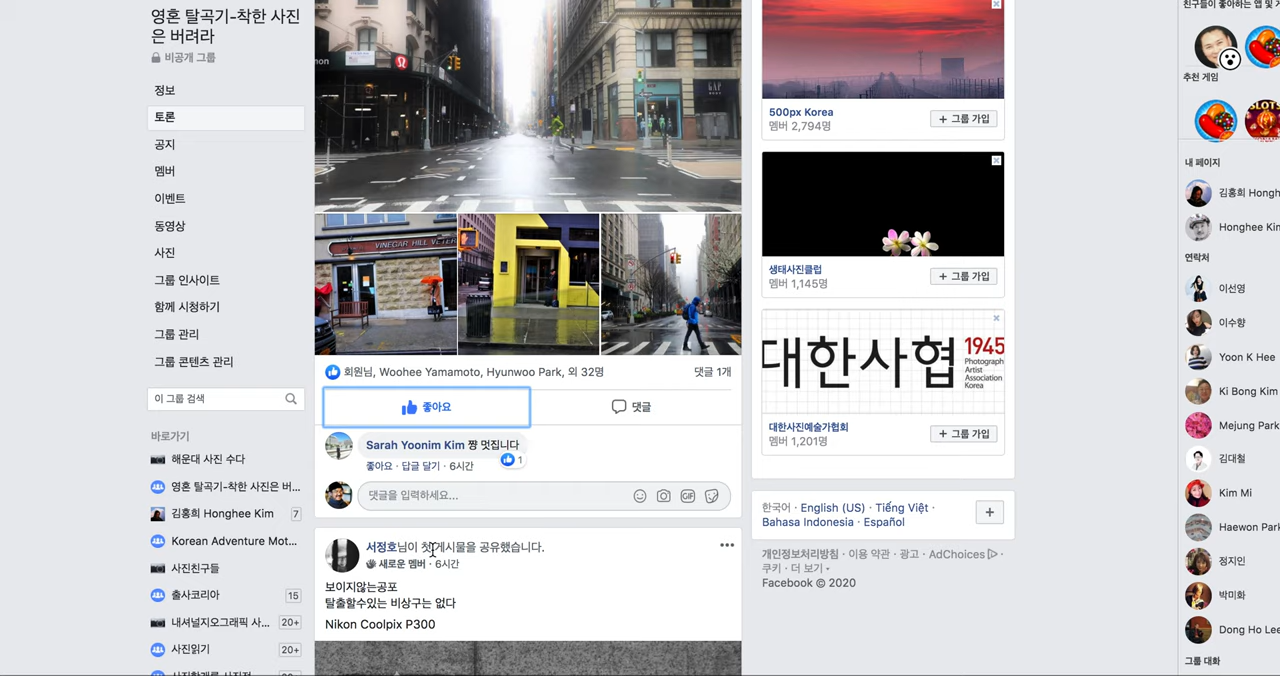 영혼 탈곡기-착한 사진
은 버려라
비공개 그룹
정보
토론
공지
멤버
이벤트
동영상
사진
그룹 인사이트
함께 시청하기
그룹 관리
그룹 콘텐츠 관리
이 그룹 검색
바로가기
해운대 사진 수다
영혼 탈곡기-착한 사진은 버...
김홍희 Honghee Kim 7
Korean Adventure Mot...
사진친구들
출사코리아 15
내셔널지오그래픽 사... 20+
사진읽기 20+
GAP
VINEGAR HILL
회원님, Woohee Yamamoto, Hyunwoo Park, 외 32명
댓글 1개
좋아요
댓글
Sarah Yoonim Kim 쨩 멋집니다
1
좋아요 · 답글 달기 · 6시간
댓글을 입력하세요...
GIF
서정호님이 첫 게시물을 공유했습니다.
새로운 멤버 · 6시간
보이지않는공포
탈출할수있는 비상구는 없다
Nikon Coolpix P300
500px Korea
멤버 2,794명
+ 그룹 가입
생태사진클럽
멤버 1,145명
+ 그룹 가입
대한사협 1945
Photograph
Artist
Association
Korea
대한사진예술가협회
멤버 1,201명
+ 그룹 가입
한국어 · English (US) · Tiếng Việt ·
Bahasa Indonesia · Español
개인정보처리방침 · 이용 약관 · 광고 · AdChoices ·
쿠키 · 더 보기
Facebook © 2020
친구들이 좋아하는 앱 및
추천 게임
SLOTS
내 페이지
김홍희 Hongh
Honghee Kim
연락처
이선영
이수향
Yoon K Hee
Ki Bong Kim
Mejung Park
김대철
Kim Mi
Haewon Park
정지인
박미화
Dong Ho Lee
그룹 대화